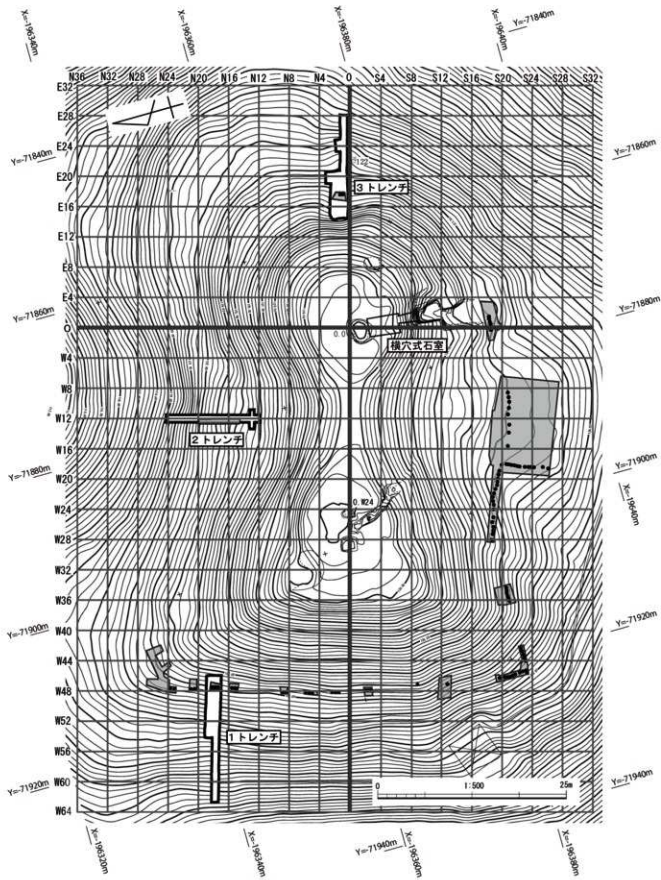 X=-196340m
X=-196360m
X=-196380m
X=-19640m
Y=-71840m
N36 N32 N28 N24 N20 N16 N12 N8 N4 0 S4 S8 S12 S16 S20 S24 S28 S32
E32
E28
E24
Y=-71840m
Y=-71860m
E20
3トレンチ
E16
E12
E8
E4
Y=-71860m
Y=-71880m
0
0.0
横穴式石室
W4
W8
W12
2トレンチ
W16
Y=-71880m
Y=-71900m
W20
X=-19640m
W24
0.W24
W28
W32
W36
Y=-71900m
Y=-71920m
W40
W44
W48
W52
1トレンチ
W56
W60
Y=-71920m
Y=-71940m
0 1:500 25m
W64
X=-196320m
X=-196340m
Y=-71940m
X=-196360m
X=-196380m